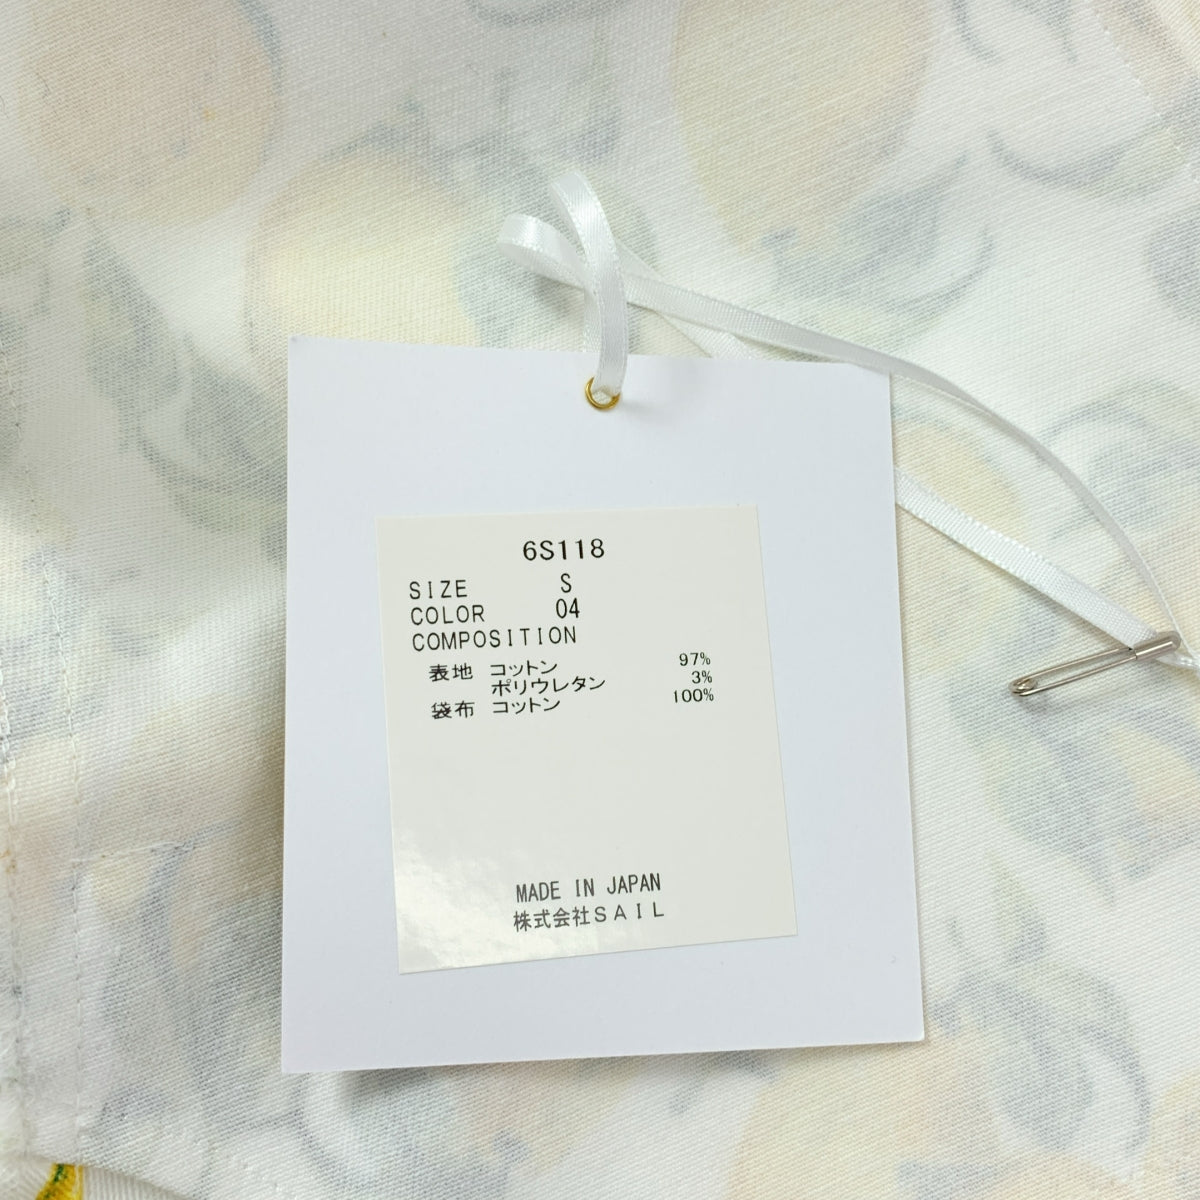 6S118
SIZE S
COLOR 04
COMPOSITION
表地 コットン 97%
ポリウレタン 3%
袋布 コットン 100%
MADE IN JAPAN
株式会社SAIL